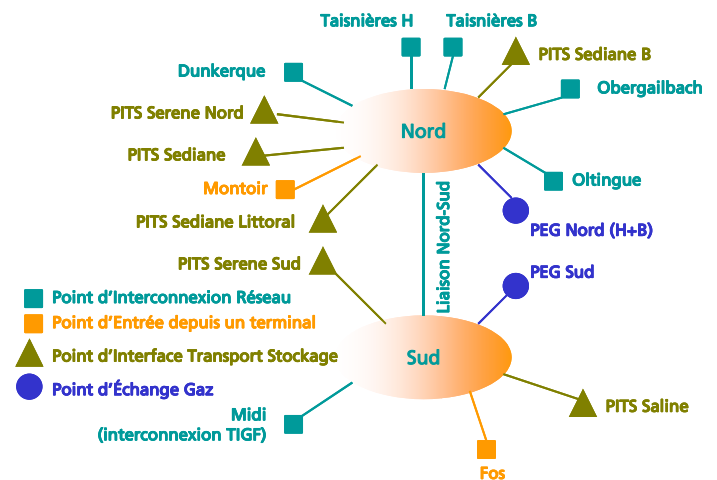 Taisnières H
Taisnières B
PITS Sediane B
Dunkerque
Obergailbach
PITS Serene Nord
Nord
PITS Sediane
Oltingue
Montoir
PITS Sediane Littoral
PEG Nord (H+B)
Liaison Nord-Sud
PITS Serene Sud
PEG Sud
Point d'Interconnexion Réseau
Point d'Entrée depuis un terminal
Point d'Interface Transport Stockage
Sud
Point d'Échange Gaz
PITS Saline
Midi
(interconnexion TIGF)
Fos